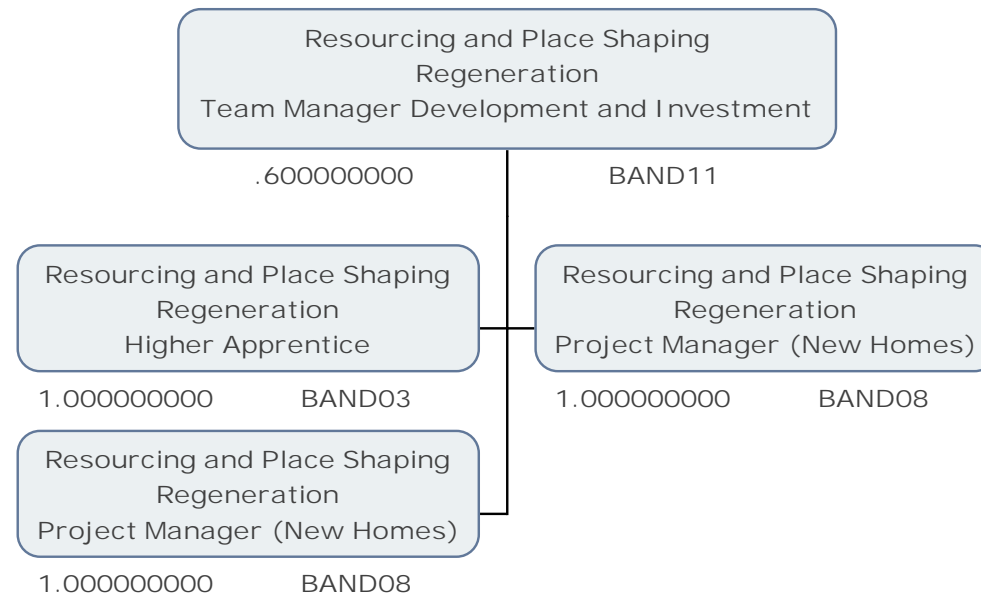 Resourcing and Place Shaping
Regeneration
Team Manager Development and Investment
.600000000 BAND11
Resourcing and Place Shaping
Regeneration
Higher Apprentice
1.000000000 BAND03
Resourcing and Place Shaping
Regeneration
Project Manager (New Homes)
1.000000000 BAND08
Resourcing and Place Shaping
Regeneration
Project Manager (New Homes)
1.000000000 BAND08